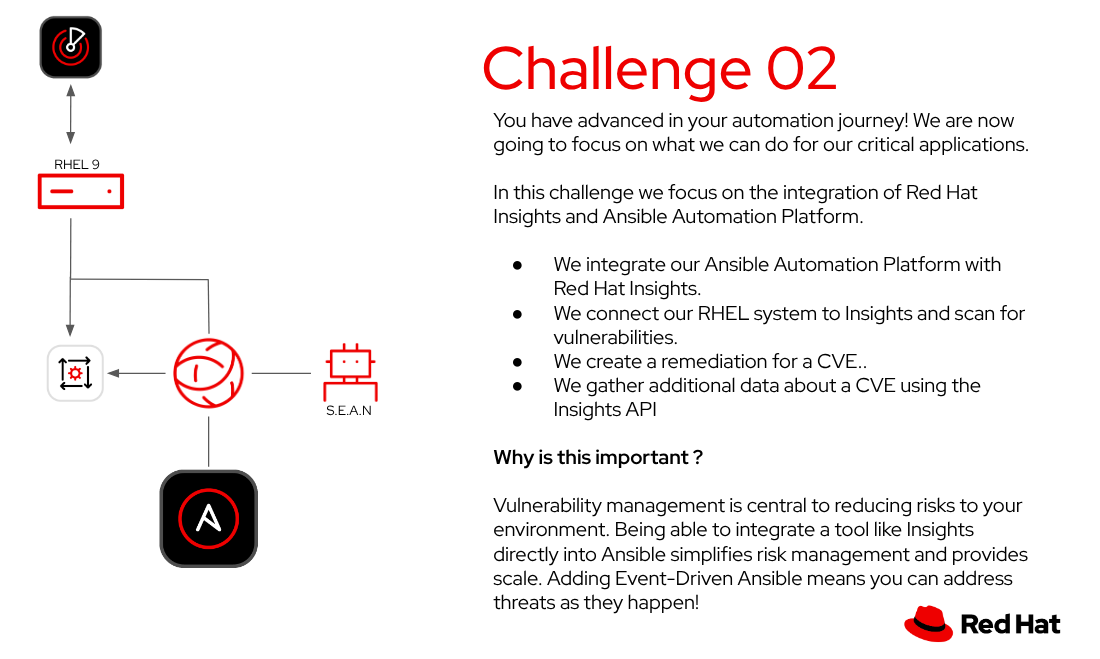 Challenge 02
You have advanced in your automation journey! We are now
going to focus on what we can do for our critical applications.
In this challenge we focus on the integration of Red Hat
Insights and Ansible Automation Platform.
● We integrate our Ansible Automation Platform with
Red Hat Insights.
● We connect our RHEL system to Insights and scan for
vulnerabilities.
● We create a remediation for a CVE..
● We gather additional data about a CVE using the
Insights API
Why is this important ?
Vulnerability management is central to reducing risks to your
environment. Being able to integrate a tool like Insights
directly into Ansible simplifies risk management and provides
scale. Adding Event-Driven Ansible means you can address
threats as they happen!
RHEL 9
S.E.A.N
Red Hat